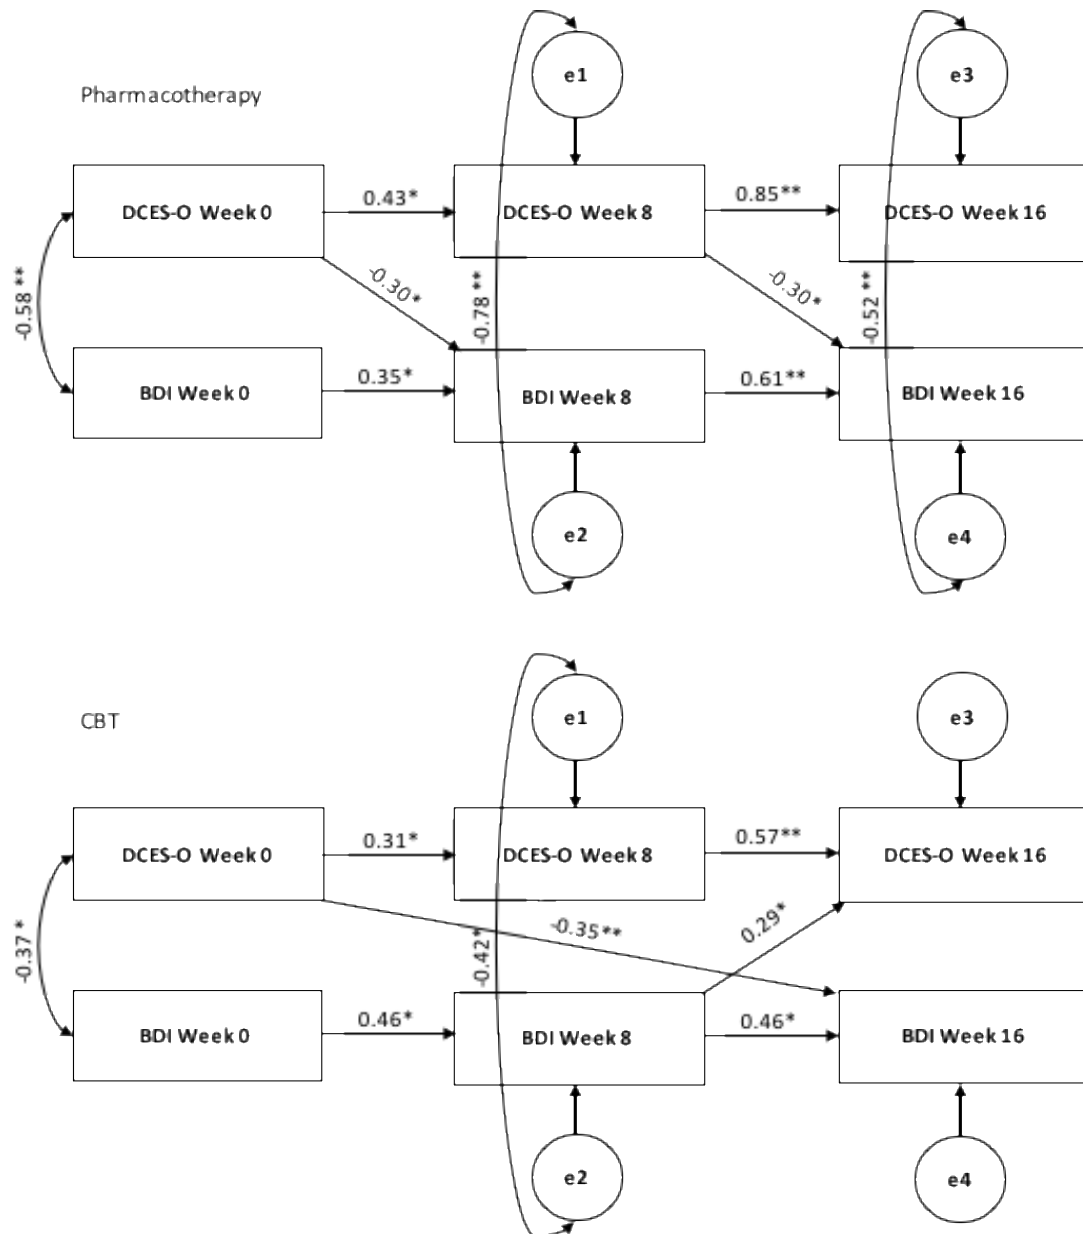 e1
e3
Pharmacotherapy
DCES-O Week 0
0.43*
DCES-O Week 8
0.85**
DCES-O Week 16
-0.58 **
-0.30*
-0.78 **
-0.30*
-0.52 **
BDI Week 0
0.35*
BDI Week 8
0.61**
BDI Week 16
e2
e4
e1
e3
CBT
DCES-O Week 0
0.31*
DCES-O Week 8
0.57**
DCES-O Week 16
-0.37 *
-0.42*
-0.35**
0.29*
BDI Week 0
0.46*
BDI Week 8
0.46*
BDI Week 16
e2
e4